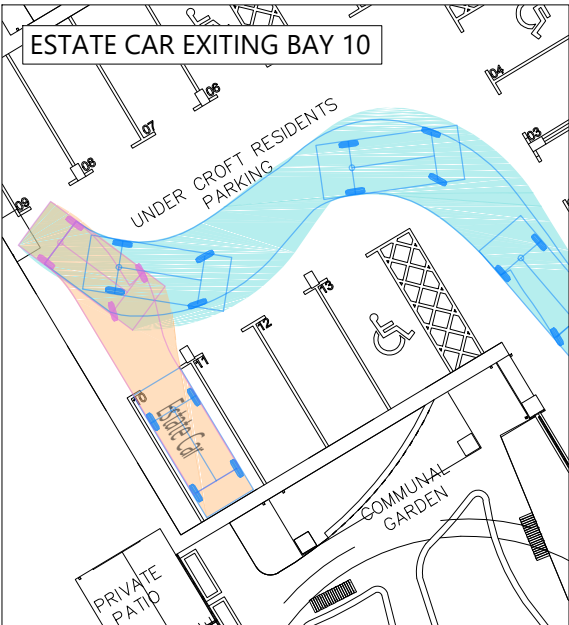 ESTATE CAR EXITING BAY 10
06
04
07
03
08
UNDER CROFT RESIDENTS
PARKING
09
13
12
11
Estate Car
COMMUNAL
GARDEN
PRIVATE
PATIO